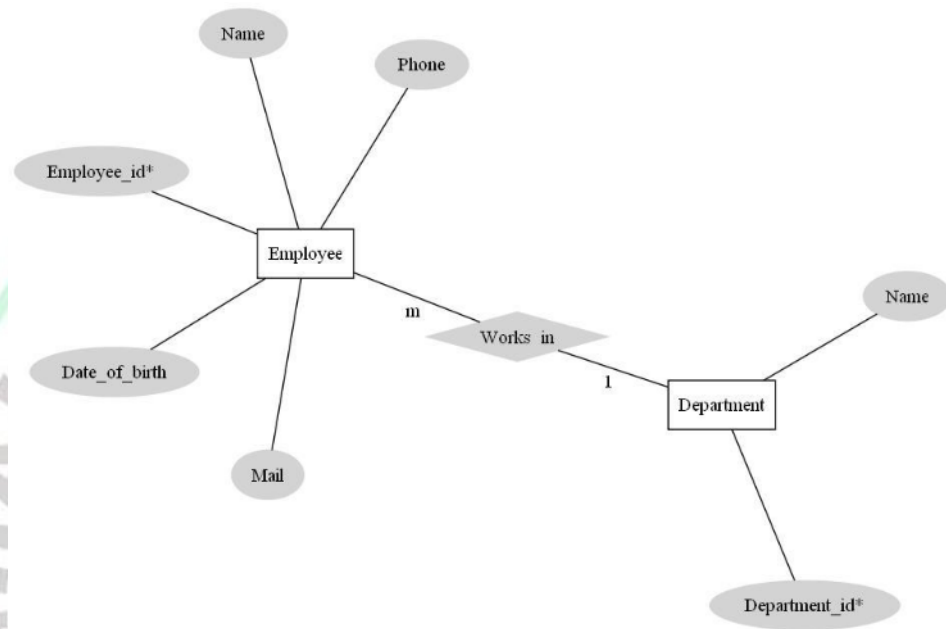 Name
Phone
Employee_id*
Employee
Name
m
Works in
Date_of_birth
1
Department
Mail
Department_id*